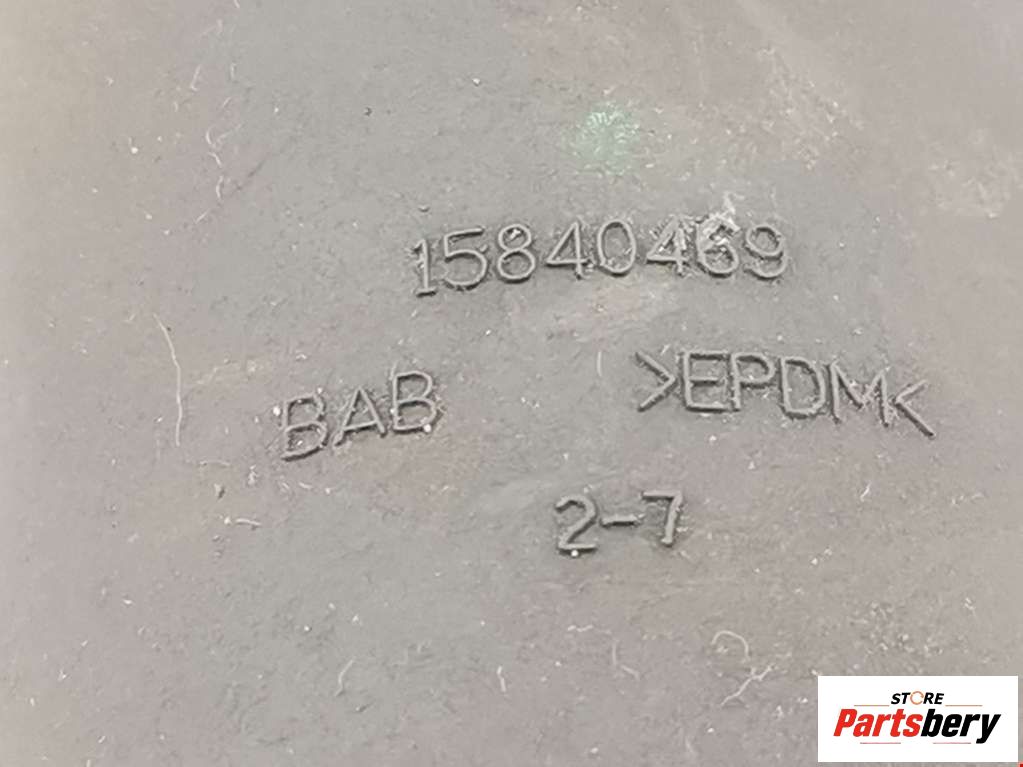 15840469
BAB >EPDM<
2-7
STORE
Partsbery